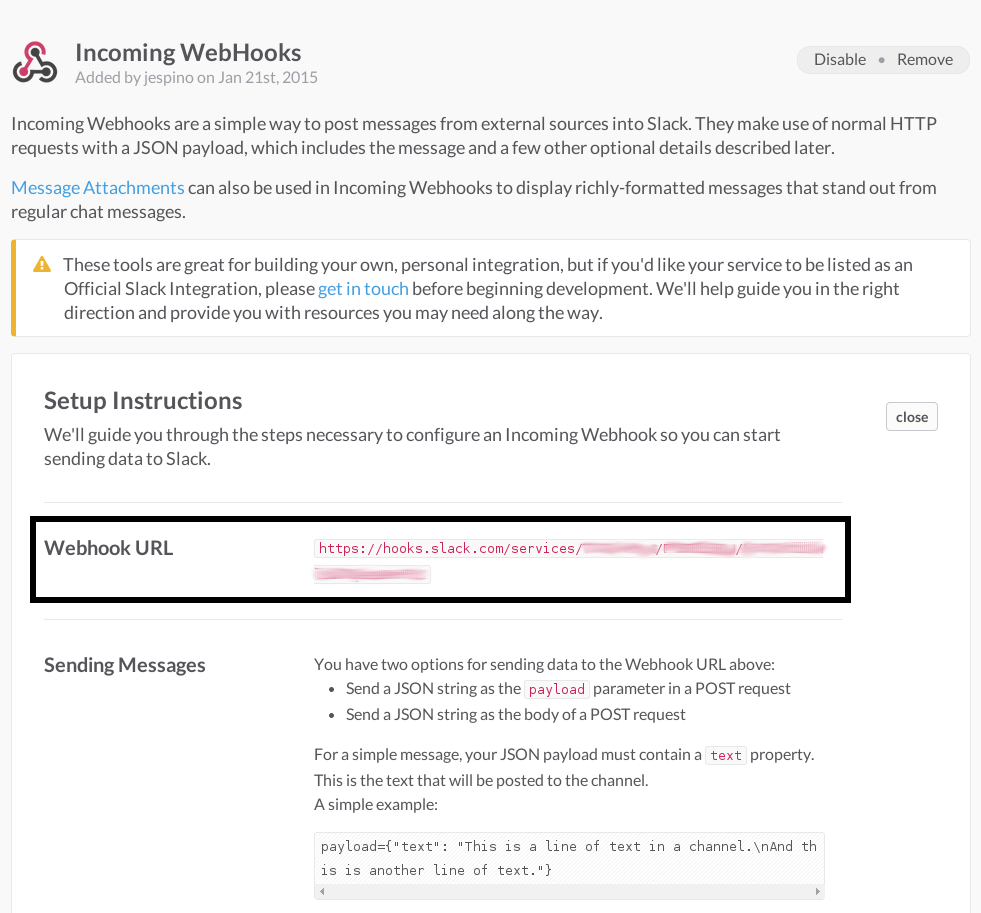 Incoming WebHooks
Added by jespino on Jan 21st, 2015
Disable • Remove
Incoming Webhooks are a simple way to post messages from external sources into Slack. They make use of normal HTTP
requests with a JSON payload, which includes the message and a few other optional details described later.
Message Attachments can also be used in Incoming Webhooks to display richly-formatted messages that stand out from
regular chat messages.
These tools are great for building your own, personal integration, but if you'd like your service to be listed as an
Official Slack Integration, please get in touch before beginning development. We'll help guide you in the right
direction and provide you with resources you may need along the way.
Setup Instructions
close
We'll guide you through the steps necessary to configure an Incoming Webhook so you can start
sending data to Slack.
Webhook URL
https://hooks.slack.com/services/ / /
Sending Messages
You have two options for sending data to the Webhook URL above:
• Send a JSON string as the payload parameter in a POST request
• Send a JSON string as the body of a POST request
For a simple message, your JSON payload must contain a text property.
This is the text that will be posted to the channel.
A simple example:
payload={"text": "This is a line of text in a channel.\nAnd th
is is another line of text."}